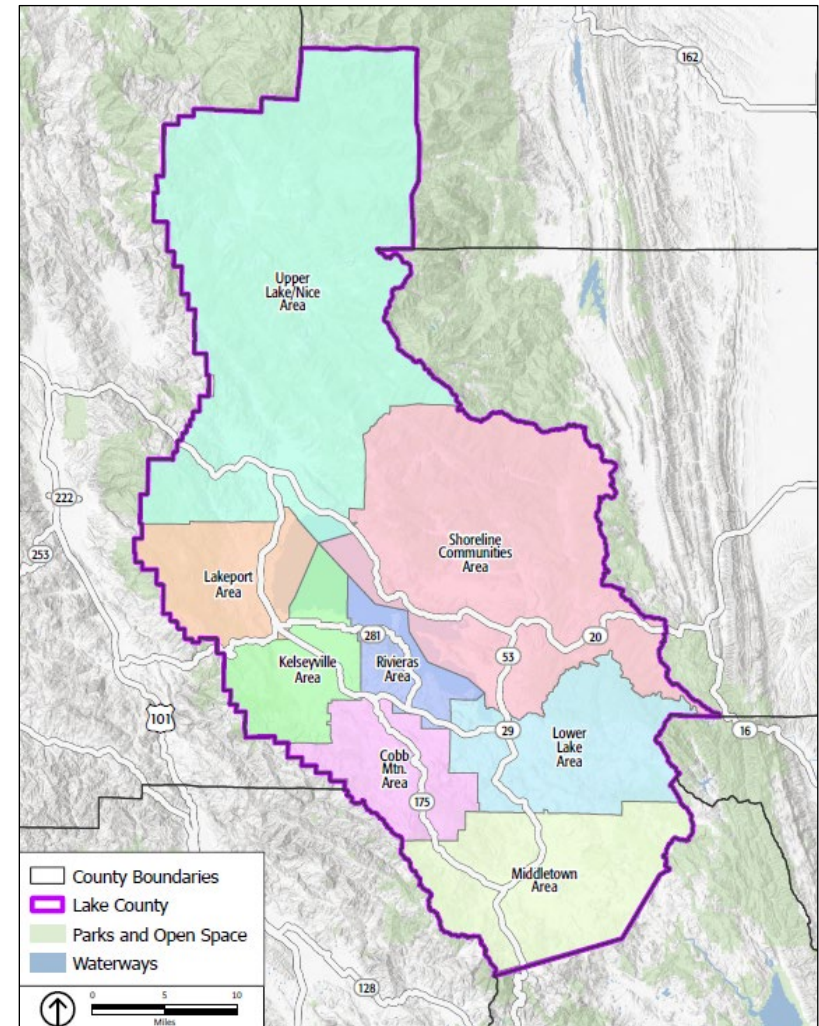 162
Upper
Lake/Nice
Area
222
253
Lakeport
Area
Shoreline
Communities
Area
281
Kelseyville
Area
Rivieras
Area
53
20
101
29
16
Lower
Lake
Area
Cobb
Mtn.
Area
175
Middletown
Area
County Boundaries
Lake County
Parks and Open Space
Waterways
128
0 5 10
Miles